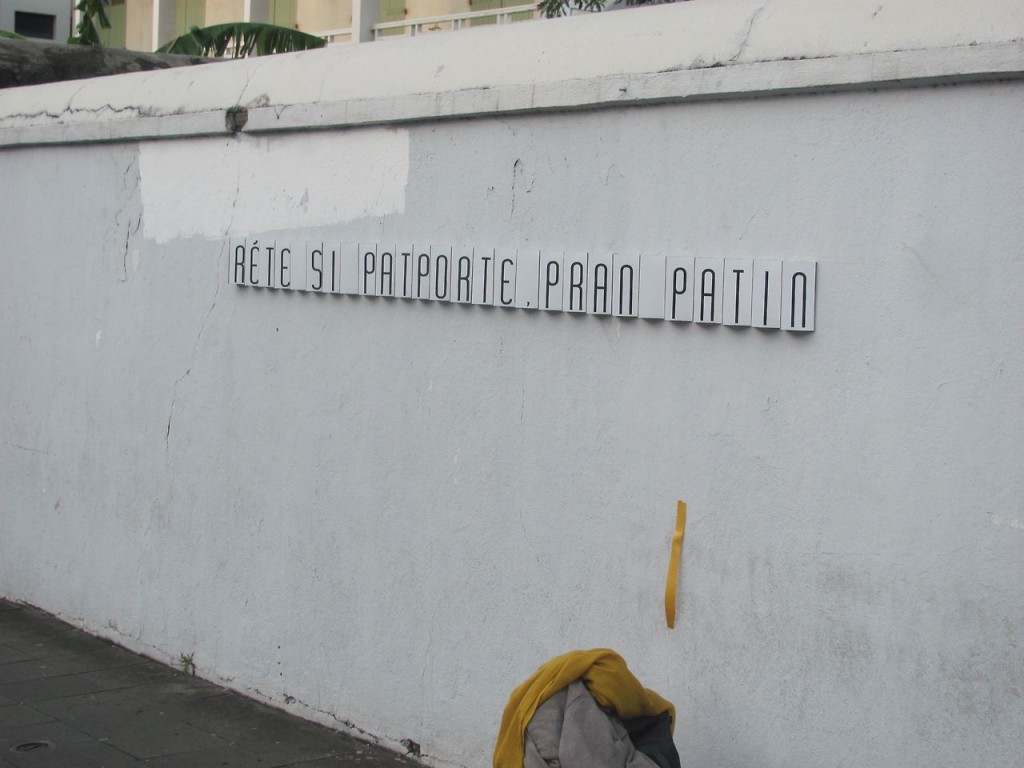 RÉTE SI PATPORTE, PRAN PATIN